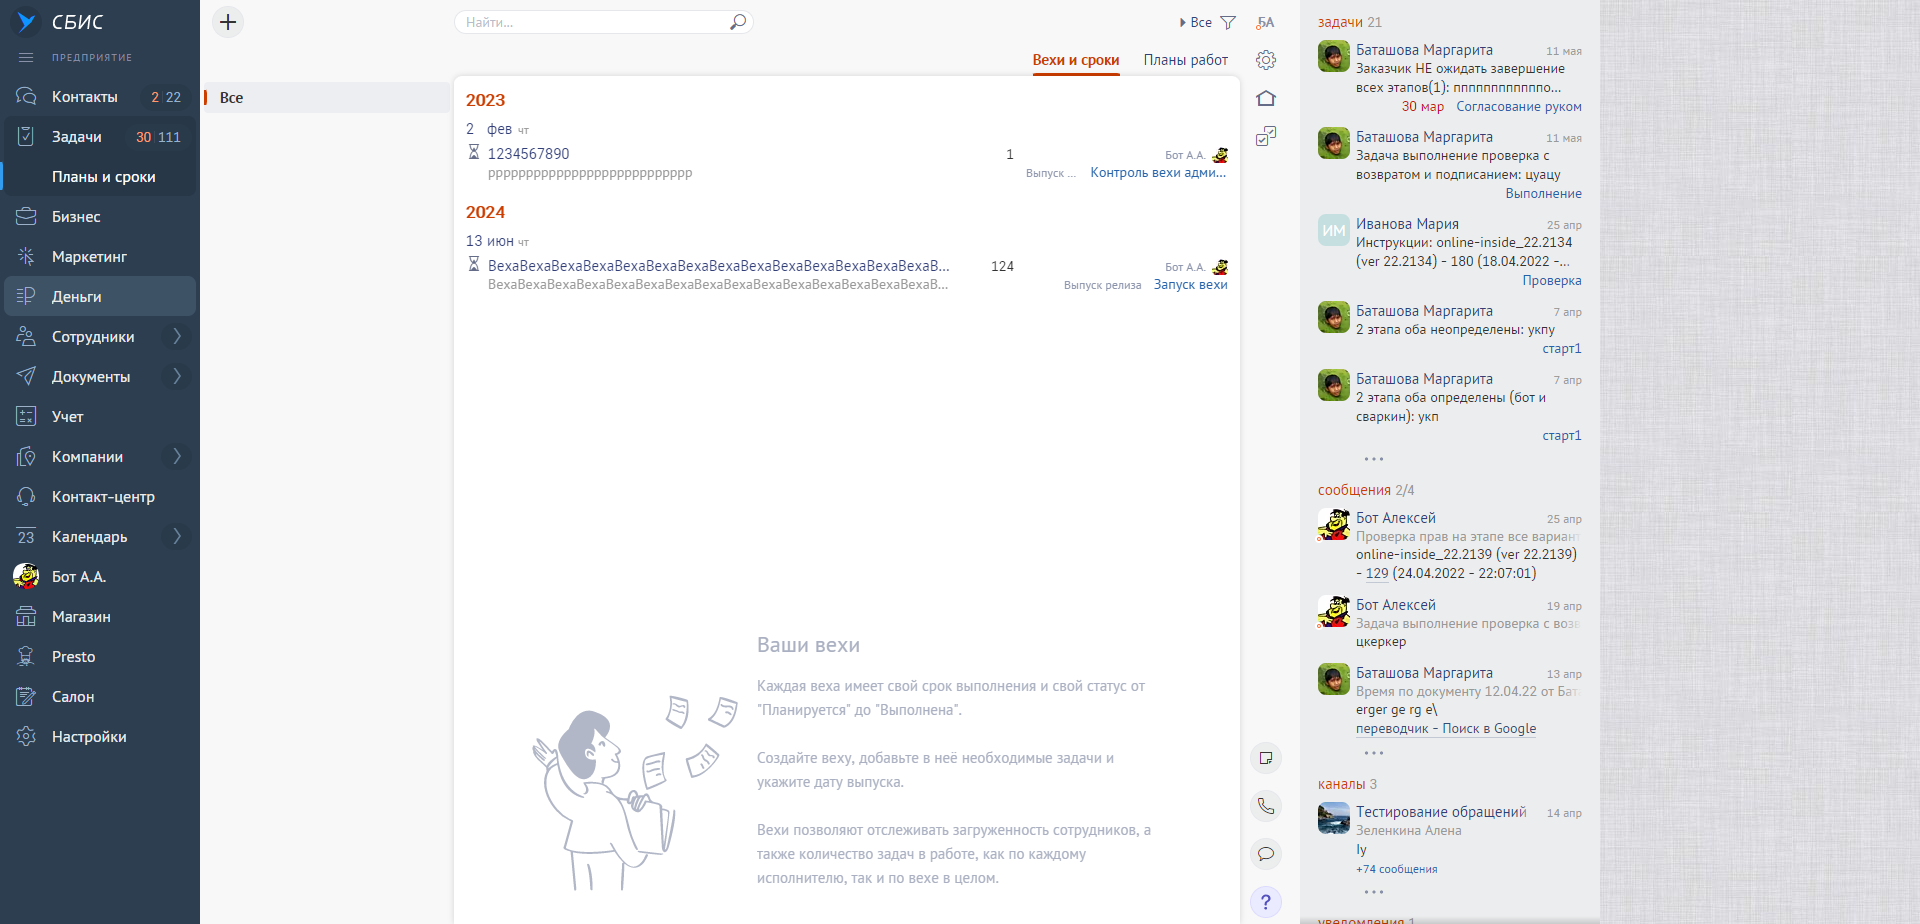 СБИС
ПРЕДПРИЯТИЕ
Контакты 2 22
Задачи 30 111
Планы и сроки
Бизнес
Маркетинг
Деньги
Сотрудники
Документы
Учет
Компании
Контакт-центр
23 Календарь
Бот А.А.
Магазин
Presto
Салон
Настройки
Все
Найти...
Все
БА
Вехи и сроки Планы работ
2023
2 фев чт
1234567890 1 Бот А.А.
ррррррррррррррррррррррррррр Выпуск ... Контроль вехи адми...
2024
13 июн чт
ВехаВехаВехаВехаВехаВехаВехаВехаВехаВехаВехаВехаВехаВехаВ... 124 Бот А.А.
ВехаВехаВехаВехаВехаВехаВехаВехаВехаВехаВехаВехаВехаВехаВехаВ... Выпуск релиза Запуск вехи
Ваши вехи
Каждая веха имеет свой срок выполнения и свой статус от
"Планируется" до "Выполнена".
Создайте веху, добавьте в неё необходимые задачи и
укажите дату выпуска.
Вехи позволяют отслеживать загруженность сотрудников, а
также количество задач в работе, как по каждому
исполнителю, так и по вехе в целом.
?
задачи 21
Баташова Маргарита 11 мая
Заказчик НЕ ожидать завершение
всех этапов(1): пппппппппппппо...
30 мар Согласование руком
Баташова Маргарита 11 мая
Задача выполнение проверка с
возвратом и подписанием: цуацу
Выполнение
ИМ
Иванова Мария 25 апр
Инструкции: online-inside_22.2134
(ver 22.2134) - 180 (18.04.2022 -...
Проверка
Баташова Маргарита 7 апр
2 этапа оба неопределены: укпу
старт1
Баташова Маргарита 7 апр
2 этапа оба определены (бот и
сваркин): укп
старт1
...
сообщения 2/4
Бот Алексей 25 апр
Проверка прав на этапе все вариант
online-inside_22.2139 (ver 22.2139)
- 129 (24.04.2022 - 22:07:01)
Бот Алексей 19 апр
Задача выполнение проверка с возв
цкеркер
Баташова Маргарита 13 апр
Время по документу 12.04.22 от Бат
erger ge rg e\
переводчик - Поиск в Google
...
каналы 3
Тестирование обращений 14 апр
Зеленкина Алена
Iy
+74 сообщения
...
уведомления 1